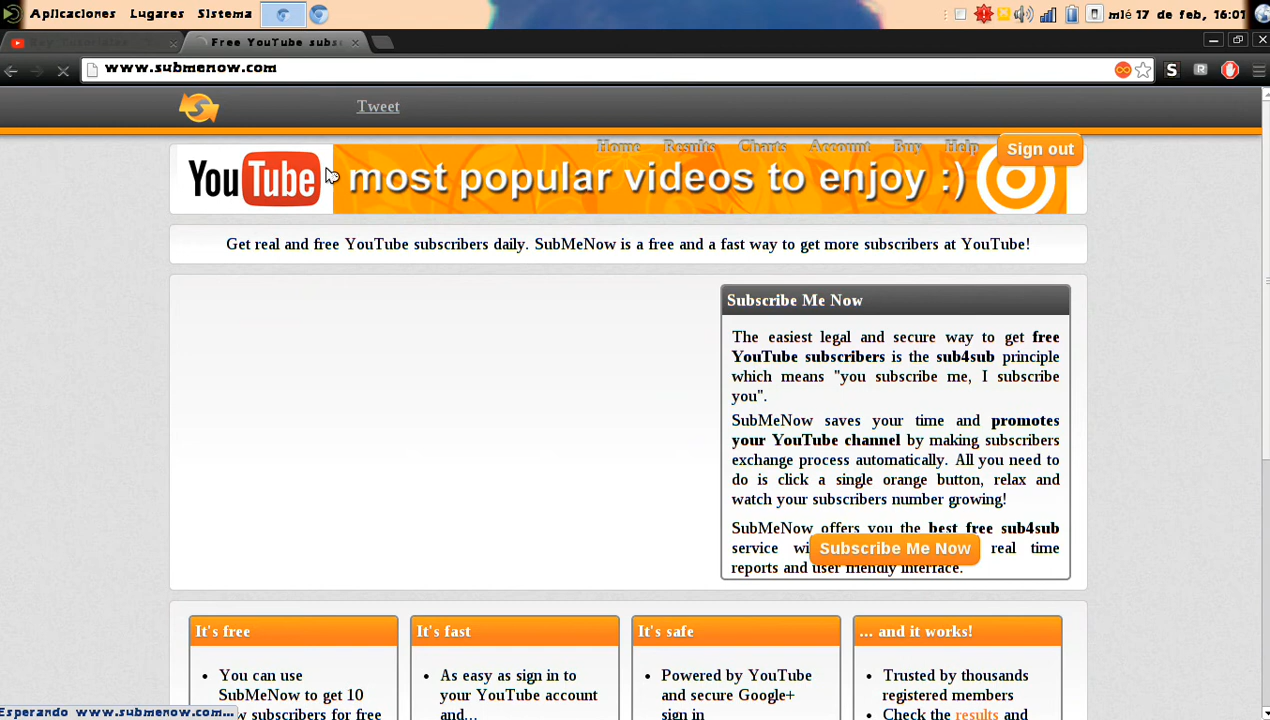 Aplicaciones Lugares Sistema mié 17 de feb, 16:01
Free YouTube subs
www.submenow.com
S R
Tweet
Home Results Charts Account Buy Help Sign out
YouTube most popular videos to enjoy :)
Get real and free YouTube subscribers daily. SubMeNow is a free and a fast way to get more subscribers at YouTube!
Subscribe Me Now
The easiest legal and secure way to get free
YouTube subscribers is the sub4sub principle
which means "you subscribe me, I subscribe
you".
SubMeNow saves your time and promotes
your YouTube channel by making subscribers
exchange process automatically. All you need to
do is click a single orange button, relax and
watch your subscribers number growing!
SubMeNow offers you the best free sub4sub
service real time
Subscribe Me Now
reports and user friendly interface.
It's free
You can use
SubMeNow to get 10
subscribers for free
It's fast
As easy as sign in to
your YouTube account
and...
It's safe
Powered by YouTube
and secure Google+
sign in
... and it works!
Trusted by thousands
registered members
Check the results and
Esperando www.submenow.com...